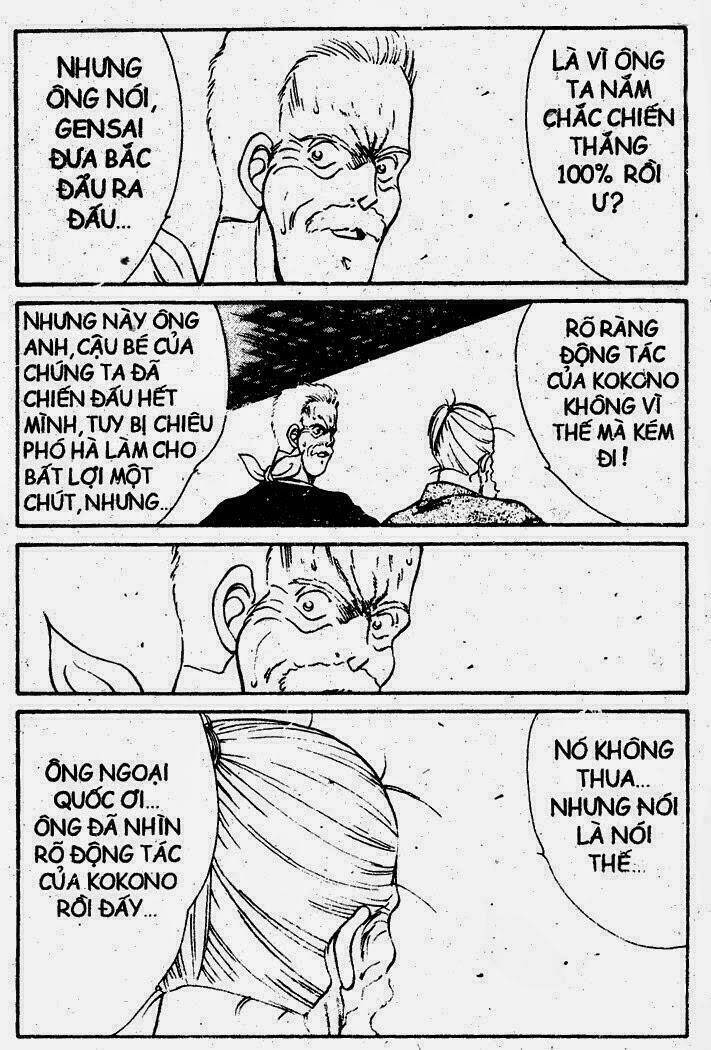 NHƯNG
ÔNG NÓI,
GENSAI
ĐƯA BẮC
ĐẨU RA
ĐẤU...
LÀ VÌ ÔNG
TA NẮM
CHẮC CHIẾN
THẮNG
100% RỒI
Ư?
NHƯNG NÀY ÔNG
ANH, CẬU BÉ CỦA
CHÚNG TA ĐÃ
CHIẾN ĐẤU HẾT
MÌNH, TUY BỊ CHIÊU
PHÓ HÀ LÀM CHO
BẤT LỢI MỘT
CHÚT, NHƯNG...
RÕ RÀNG
ĐỘNG TÁC
CỦA KOKONO
KHÔNG VÌ
THẾ MÀ KÉM
ĐI!
ÔNG NGOẠI
QUỐC ƠI...
ÔNG ĐÃ NHÌN
RÕ ĐỘNG TÁC
CỦA KOKONO
RỒI ĐẤY...
NÓ KHÔNG
THUA...
NHƯNG NÓI
LÀ NÓI
THẾ...